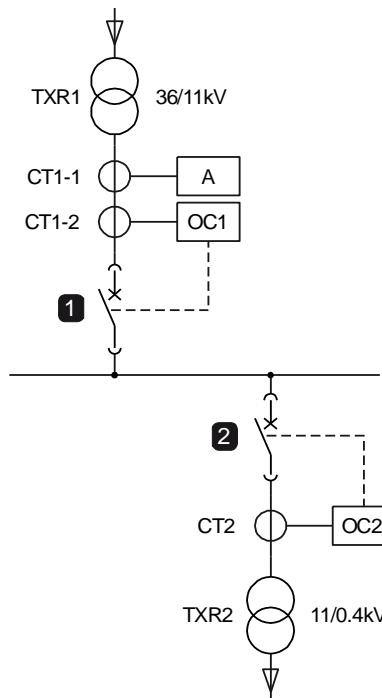 TXR1 36/11kV
CT1-1 A
CT1-2 OC1
1
2
CT2 OC2
TXR2 11/0.4kV